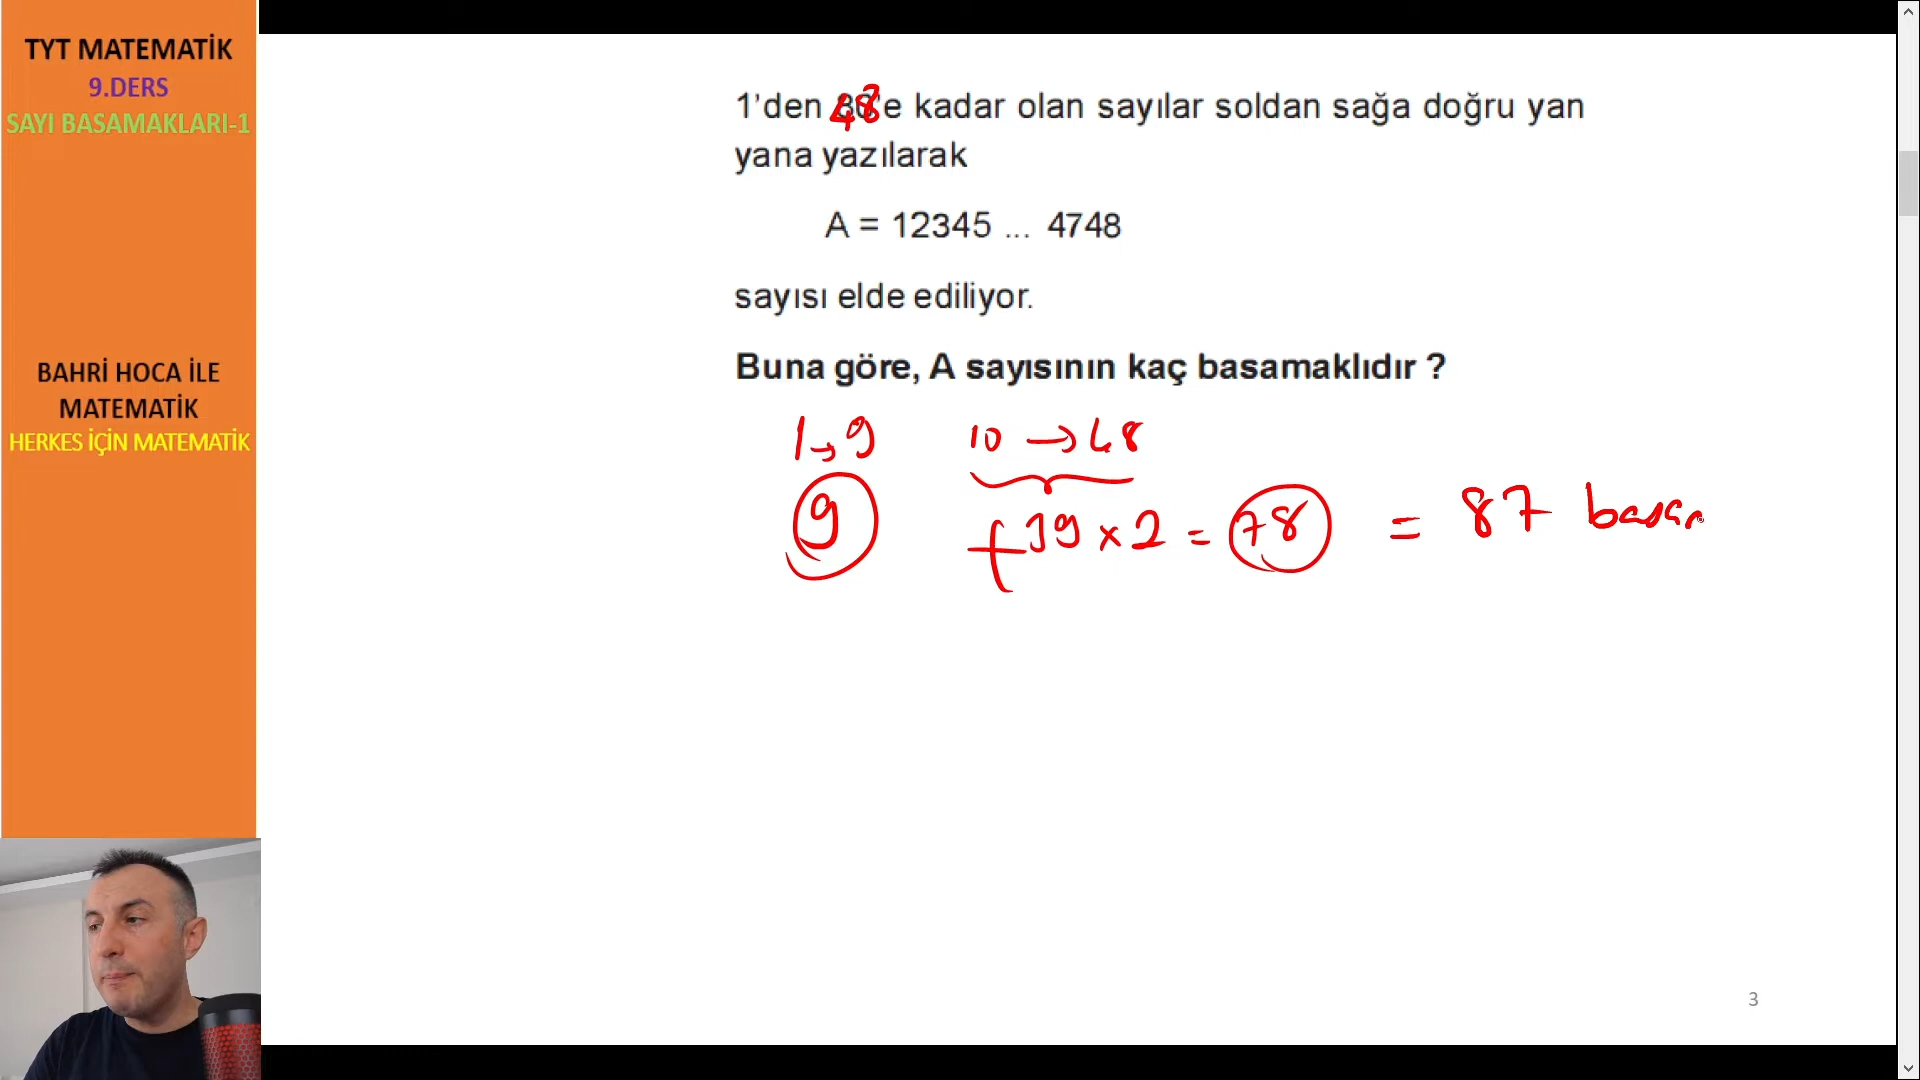 TYT MATEMATİK
9.DERS
SAYI BASAMAKLARI-1
BAHRİ HOCA İLE
MATEMATİK
HERKES İÇİN MATEMATİK
1'den 48'e kadar olan sayılar soldan sağa doğru yan
yana yazılarak
A = 12345 ... 4748
sayısı elde ediliyor.
Buna göre, A sayısının kaç basamaklıdır ?
1→9 10 →48
9 + 39 x 2 = 78 = 87 basa
3